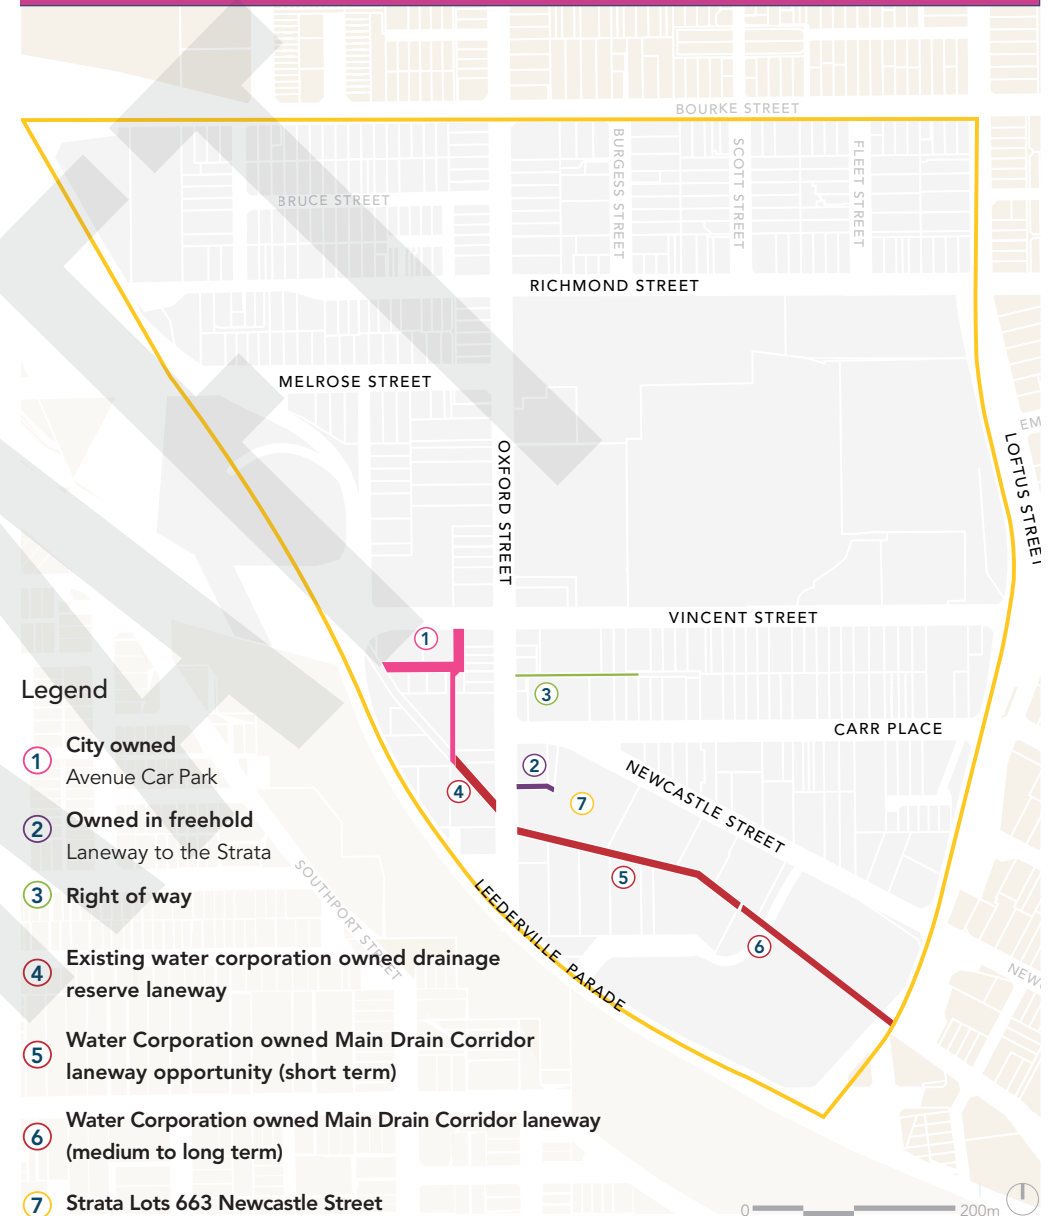 BOURKE STREET
BURGESS STREET
SCOTT STREET
FLEET STREET
BRUCE STREET
RICHMOND STREET
MELROSE STREET
OXFORD STREET
LOFTUS STREET
VINCENT STREET
1
3
CARR PLACE
2
NEWCASTLE STREET
4
7
5
6
LEEDERVILLE PARADE
SOUTHPORT STREET
Legend
1 City owned
Avenue Car Park
2 Owned in freehold
Laneway to the Strata
3 Right of way
4 Existing water corporation owned drainage
reserve laneway
5 Water Corporation owned Main Drain Corridor
laneway opportunity (short term)
6 Water Corporation owned Main Drain Corridor laneway
(medium to long term)
7 Strata Lots 663 Newcastle Street
0 200m